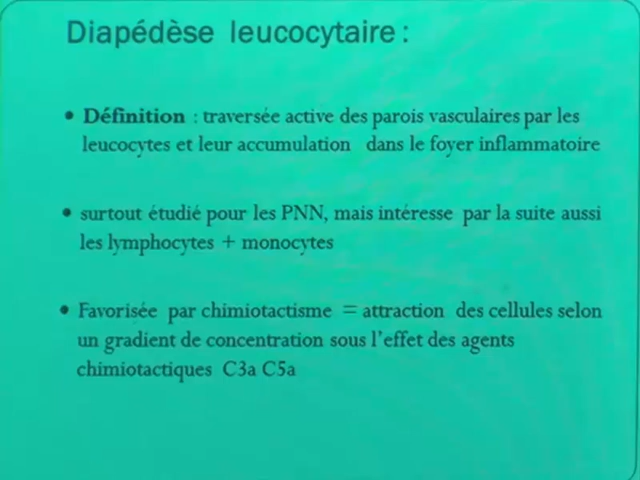 Diapédèse leucocytaire :
• Définition : traversée active des parois vasculaires par les
leucocytes et leur accumulation dans le foyer inflammatoire
• surtout étudié pour les PNN, mais intéresse par la suite aussi
les lymphocytes + monocytes
• Favorisée par chimiotactisme = attraction des cellules selon
un gradient de concentration sous l'effet des agents
chimiotactiques C3a C5a